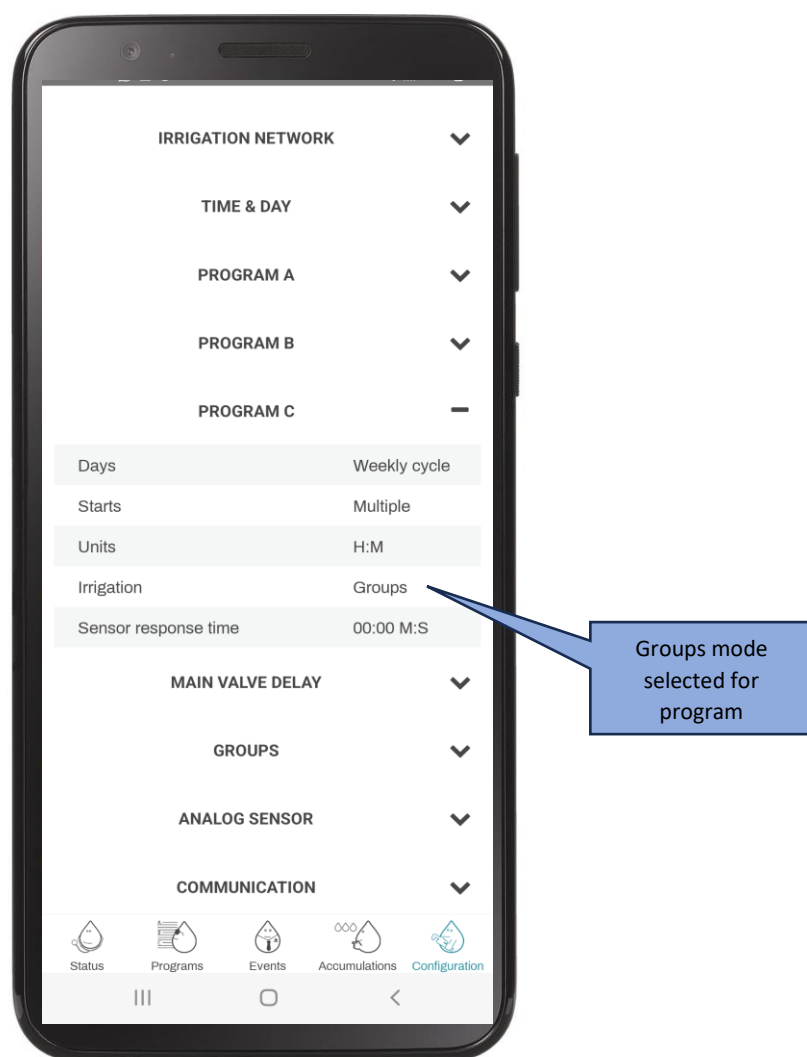 IRRIGATION NETWORK
TIME & DAY
PROGRAM A
PROGRAM B
PROGRAM C
Days Weekly cycle
Starts Multiple
Units H:M
Irrigation Groups
Sensor response time 00:00 M:S
Groups mode
selected for
program
MAIN VALVE DELAY
GROUPS
ANALOG SENSOR
COMMUNICATION
Status Programs Events Accumulations Configuration